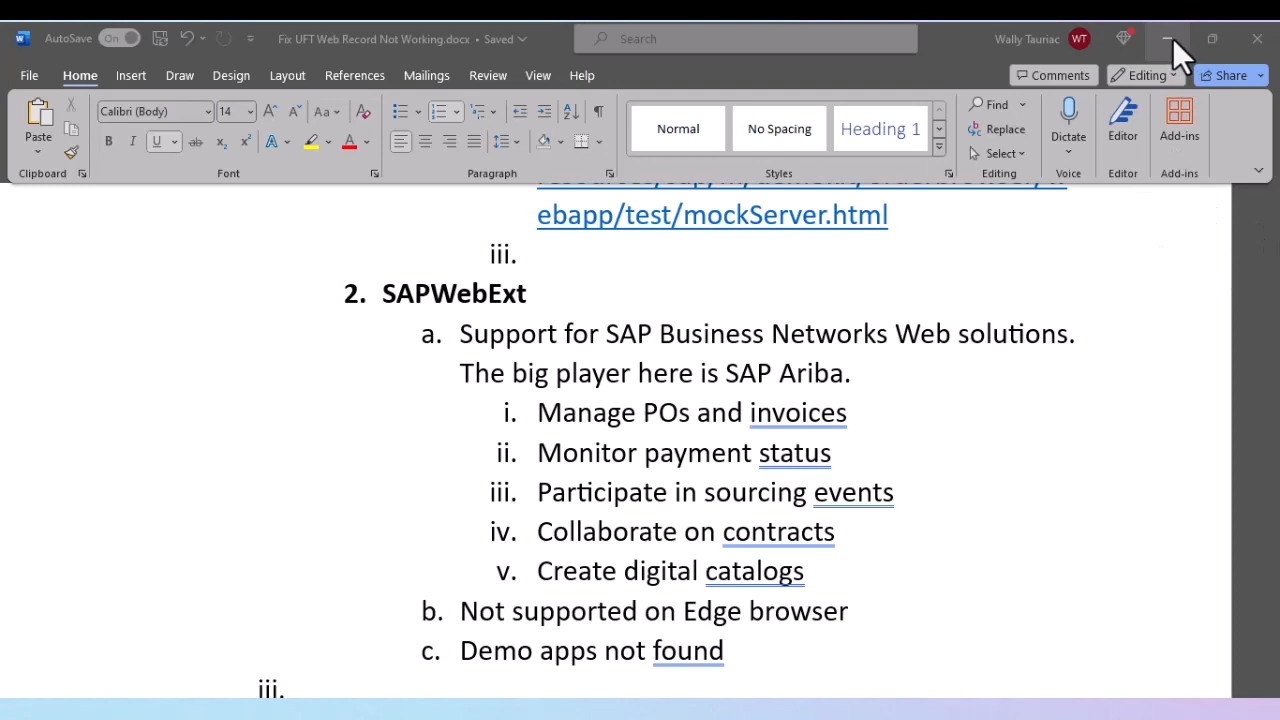 AutoSave On Fix UFT Web Record Not Working.docx • Saved Search Wally Tauriac WT
File Home Insert Draw Design Layout References Mailings Review View Help Comments Editing Share
Calibri (Body) 14 Aa Normal No Spacing Heading 1 Find Replace Select
Paste B I U ab x₂ x² A A Dictate Editor Add-ins
Clipboard Font Paragraph Styles Editing Voice Editor Add-ins
ebapp/test/mockServer.html
iii.
2. SAPWebExt
a. Support for SAP Business Networks Web solutions.
The big player here is SAP Ariba.
i. Manage POs and invoices
ii. Monitor payment status
iii. Participate in sourcing events
iv. Collaborate on contracts
v. Create digital catalogs
b. Not supported on Edge browser
c. Demo apps not found
iii.